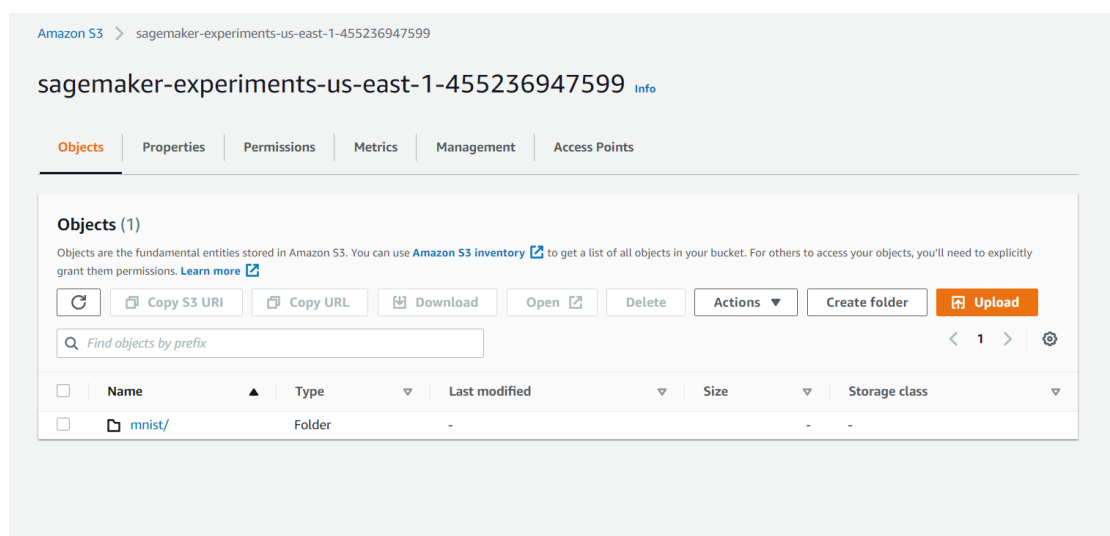 Amazon S3 > sagemaker-experiments-us-east-1-455236947599
sagemaker-experiments-us-east-1-455236947599 Info
Objects Properties Permissions Metrics Management Access Points
Objects (1)
Objects are the fundamental entities stored in Amazon S3. You can use Amazon S3 inventory to get a list of all objects in your bucket. For others to access your objects, you'll need to explicitly
grant them permissions. Learn more
Copy S3 URI Copy URL Download Open Delete Actions Create folder Upload
Find objects by prefix < 1 >
Name Type Last modified Size Storage class
mnist/ Folder - - -